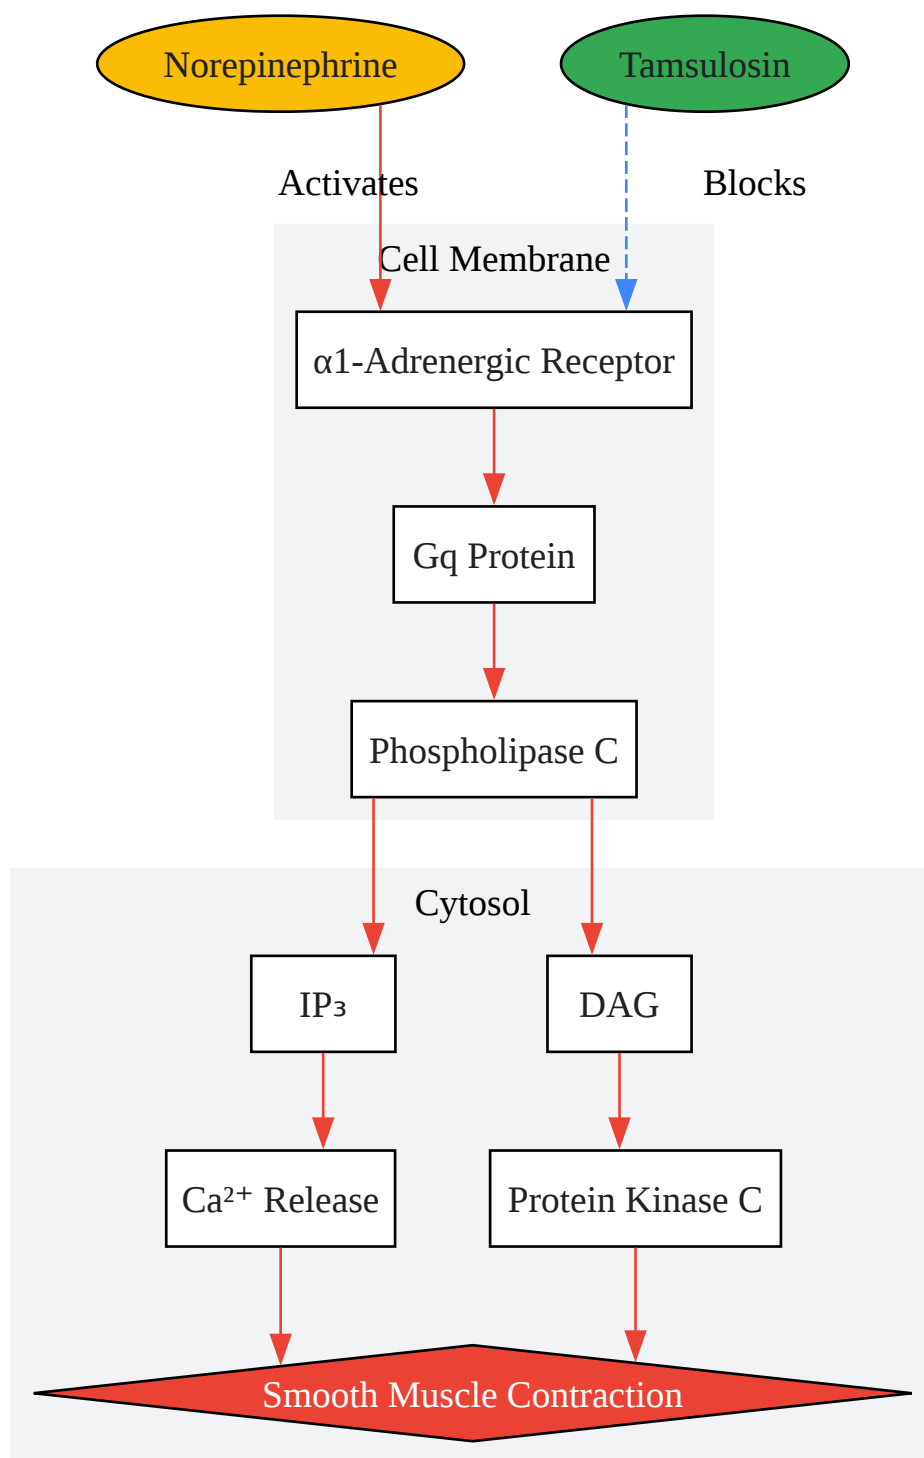 Norepinephrine
Tamsulosin
Activates
Blocks
Cell Membrane
α1-Adrenergic Receptor
Gq Protein
Phospholipase C
Cytosol
IP₃
DAG
Ca²⁺ Release
Protein Kinase C
Smooth Muscle Contraction